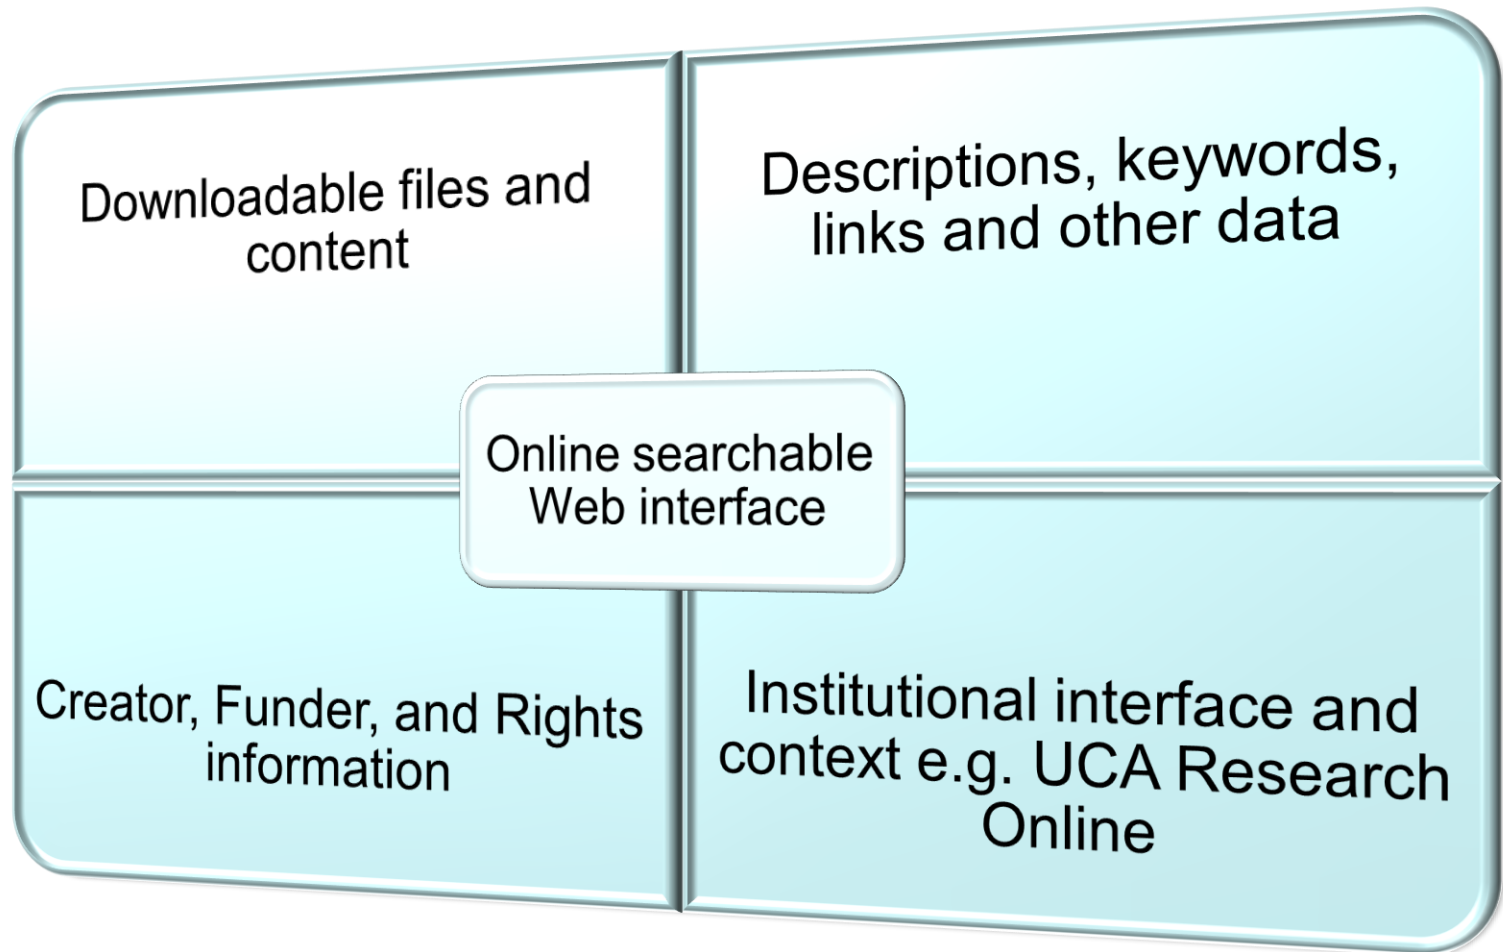 Downloadable files and
content
Descriptions, keywords,
links and other data
Online searchable
Web interface
Creator, Funder, and Rights
information
Institutional interface and
context e.g. UCA Research
Online